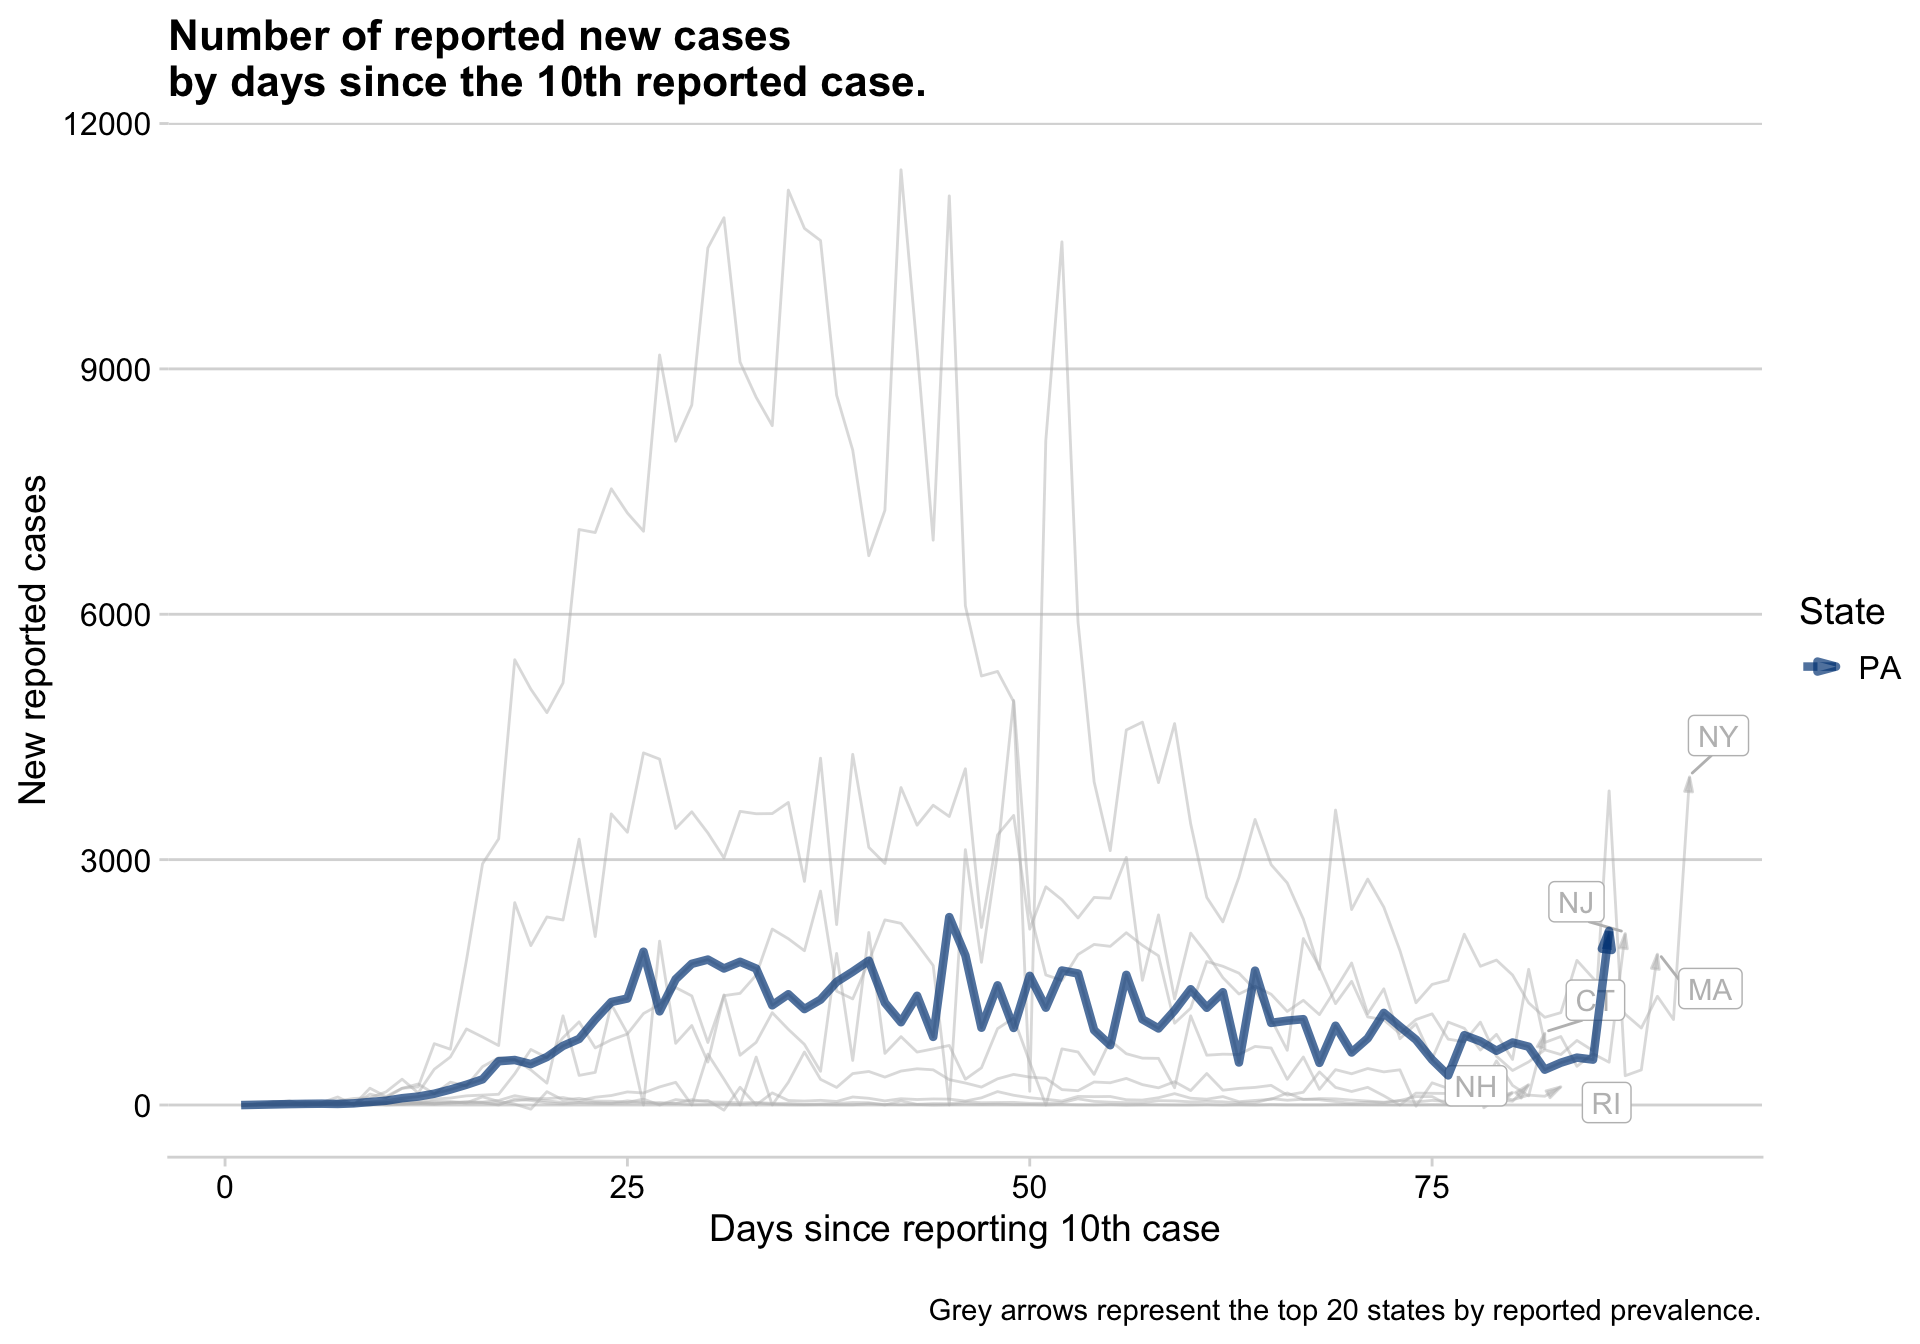 Number of reported new cases
by days since the 10th reported case.
12000
9000
6000
3000
0
New reported cases
0
25
50
75
Days since reporting 10th case
State
PA
NY
NJ
CT
MA
NH
RI
Grey arrows represent the top 20 states by reported prevalence.